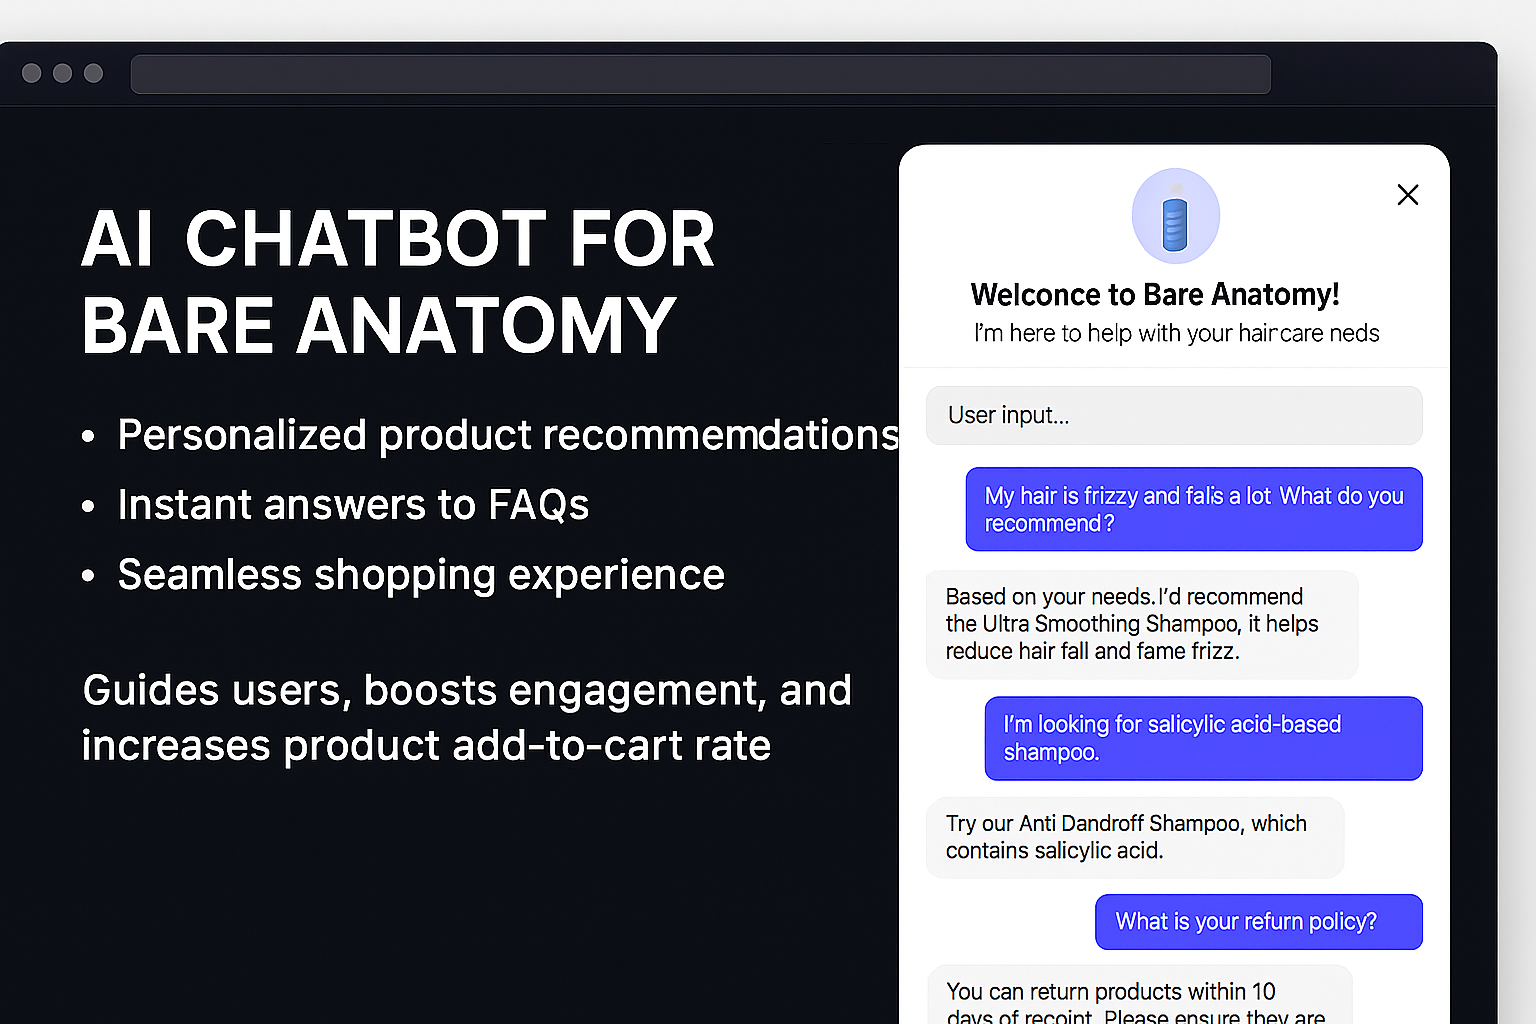 AI CHATBOT FOR
BARE ANATOMY
• Personalized product recommemdations
• Instant answers to FAQs
• Seamless shopping experience
Guides users, boosts engagement, and
increases product add-to-cart rate
Welconce to Bare Anatomy!
I'm here to help with your haircare neds
User input...
My hair is frizzy and falis a lot What do you
recommend?
Based on your needs.I'd recommend
the Ultra Smoothing Shampoo, it helps
reduce hair fall and fame frizz.
I'm looking for salicylic acid-based
shampoo.
Try our Anti Dandroff Shampoo, which
contains salicylic acid.
What is your refurn policy?
You can return products within 10
days of recoint. Please ensure they are